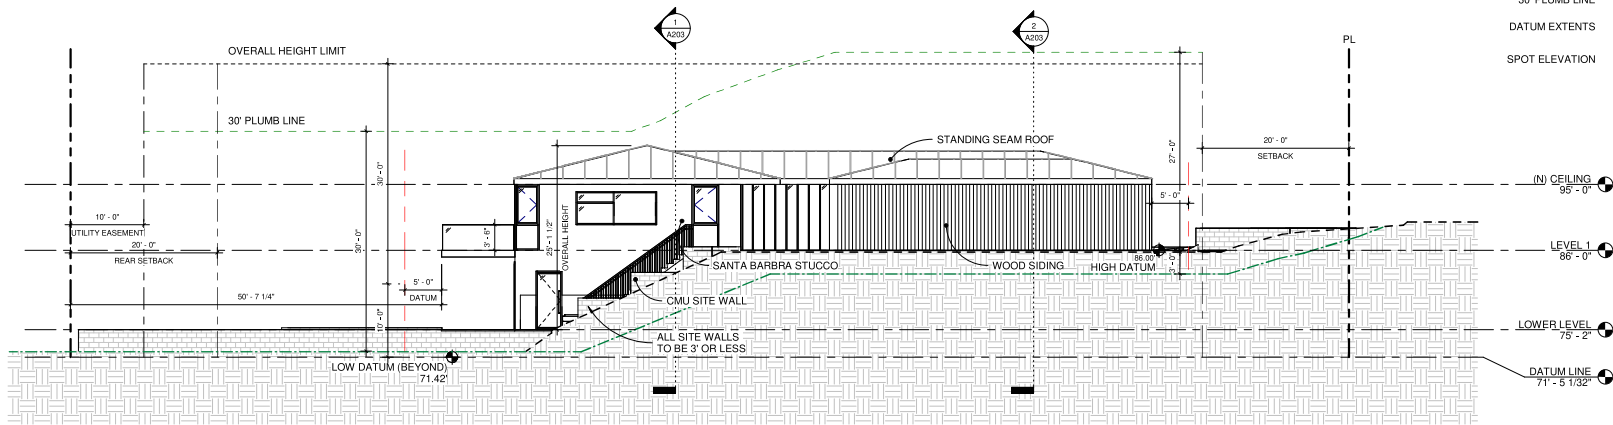 30' PLUMB LINE
DATUM EXTENTS
SPOT ELEVATION
1
A203
2
A203
PL
OVERALL HEIGHT LIMIT
30' PLUMB LINE
STANDING SEAM ROOF
30'- 0"
27'- 0"
20' - 0"
SETBACK
(N) CEILING
95' - 0"
5' - 0"
10' - 0"
UTILITY EASEMENT
20' - 0"
REAR SETBACK
30'- 0"
3' - 6"
25' - 1 1/2"
OVERALL HEIGHT
SANTA BARBRA STUCCO
WOOD SIDING
86.00'
HIGH DATUM
3'- 0"
LEVEL 1
86' - 0"
5' - 0"
DATUM
50' - 7 1/4"
10'- 0"
CMU SITE WALL
ALL SITE WALLS
TO BE 3' OR LESS
LOWER LEVEL
75' - 2"
LOW DATUM (BEYOND)
71.42'
DATUM LINE
71' - 5 1/32"